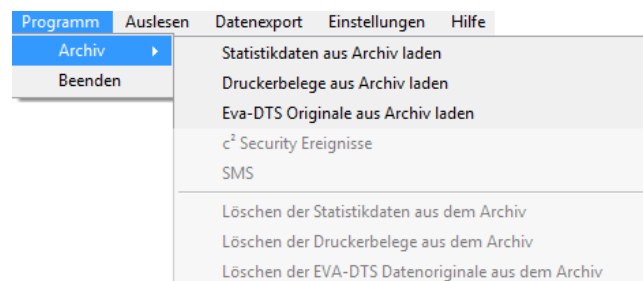 Programm Auslesen Datenexport Einstellungen Hilfe
Archiv
Beenden
Statistikdaten aus Archiv laden
Druckerbelege aus Archiv laden
Eva-DTS Originale aus Archiv laden
c² Security Ereignisse
SMS
Löschen der Statistikdaten aus dem Archiv
Löschen der Druckerbelege aus dem Archiv
Löschen der EVA-DTS Datenoriginale aus dem Archiv